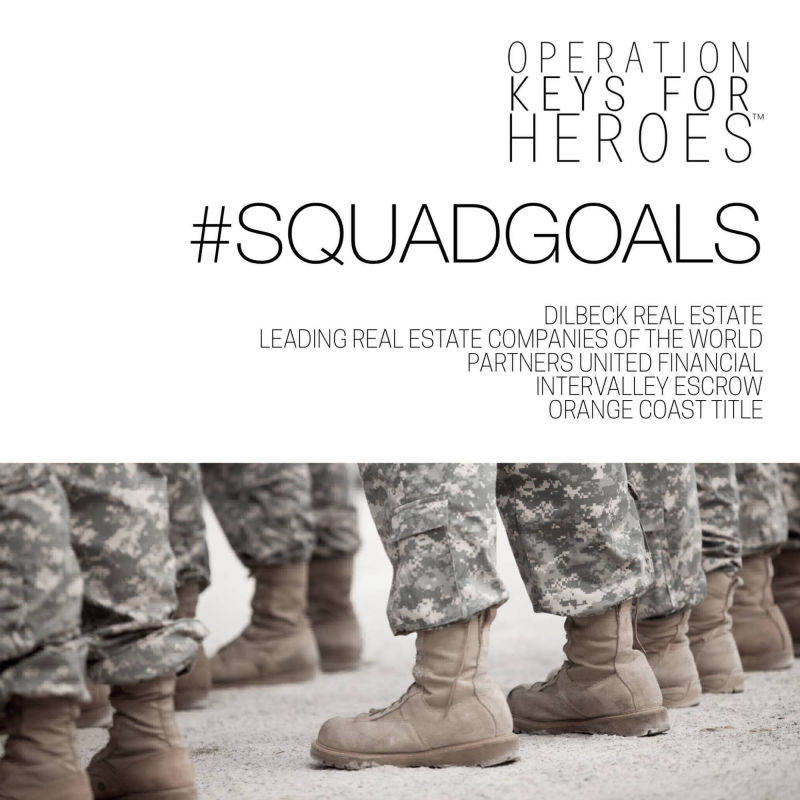 OPERATION
KEYS FOR
HEROES™
#SQUADGOALS
DILBECK REAL ESTATE
LEADING REAL ESTATE COMPANIES OF THE WORLD
PARTNERS UNITED FINANCIAL
INTERVALLEY ESCROW
ORANGE COAST TITLE